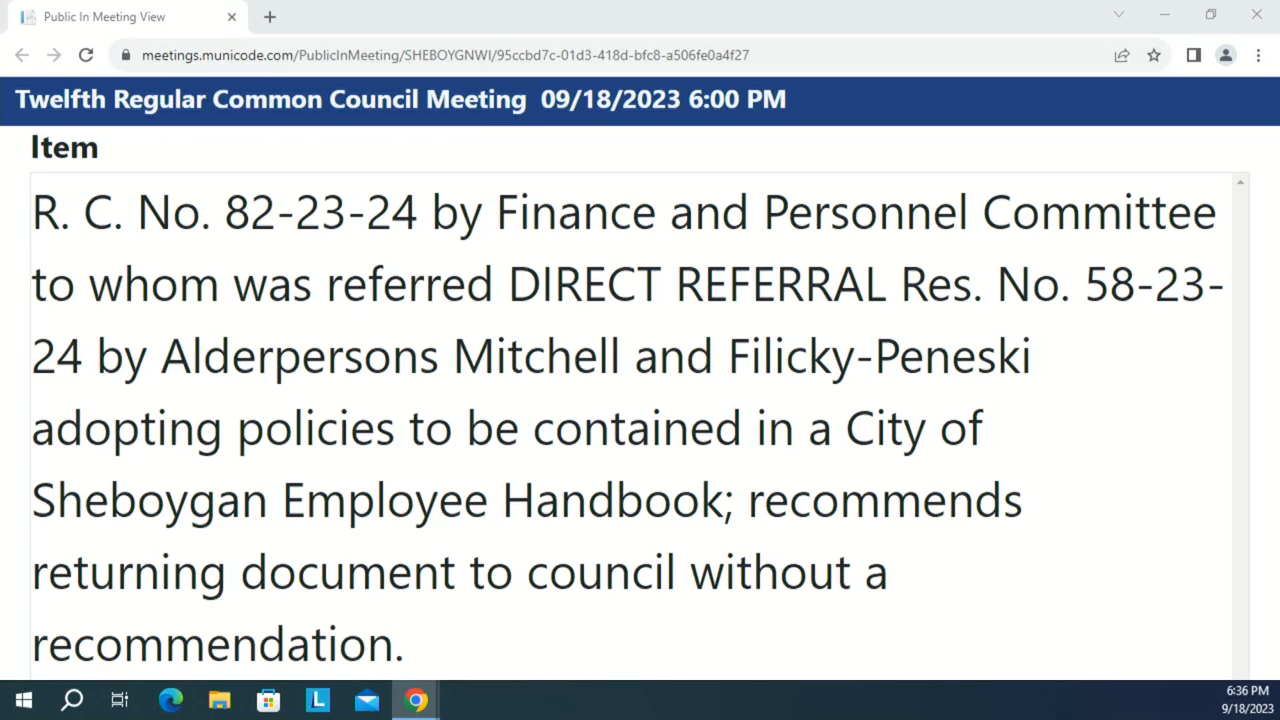 Public In Meeting View
meetings.municode.com/PublicInMeeting/SHEBOYGNWI/95ccbd7c-01d3-418d-bfc8-a506fe0a4f27
Twelfth Regular Common Council Meeting 09/18/2023 6:00 PM
Item
R. C. No. 82-23-24 by Finance and Personnel Committee
to whom was referred DIRECT REFERRAL Res. No. 58-23-
24 by Alderpersons Mitchell and Filicky-Peneski
adopting policies to be contained in a City of
Sheboygan Employee Handbook; recommends
returning document to council without a
recommendation.
L
6:36 PM
9/18/2023